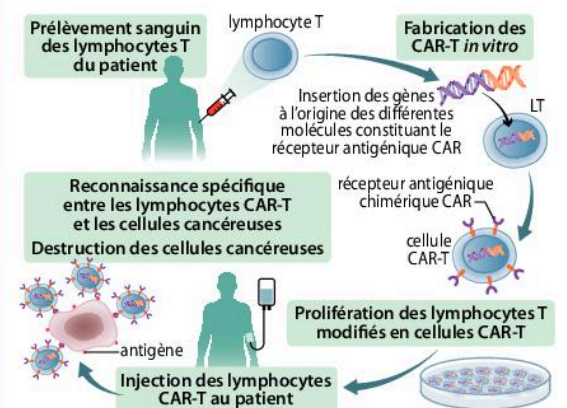 Prélèvement sanguin
des lymphocytes T
du patient
lymphocyte T
Fabrication des
CAR-T in vitro
Insertion des gènes
à l'origine des différentes
molécules constituant le
récepteur antigénique CAR
LT
récepteur antigénique
chimérique CAR
cellule
CAR-T
Prolifération des lymphocytes T
modifiés en cellules CAR-T
Injection des lymphocytes
CAR-T au patient
Reconnaissance spécifique
entre les lymphocytes CAR-T
et les cellules cancéreuses
Destruction des cellules cancéreuses
antigène